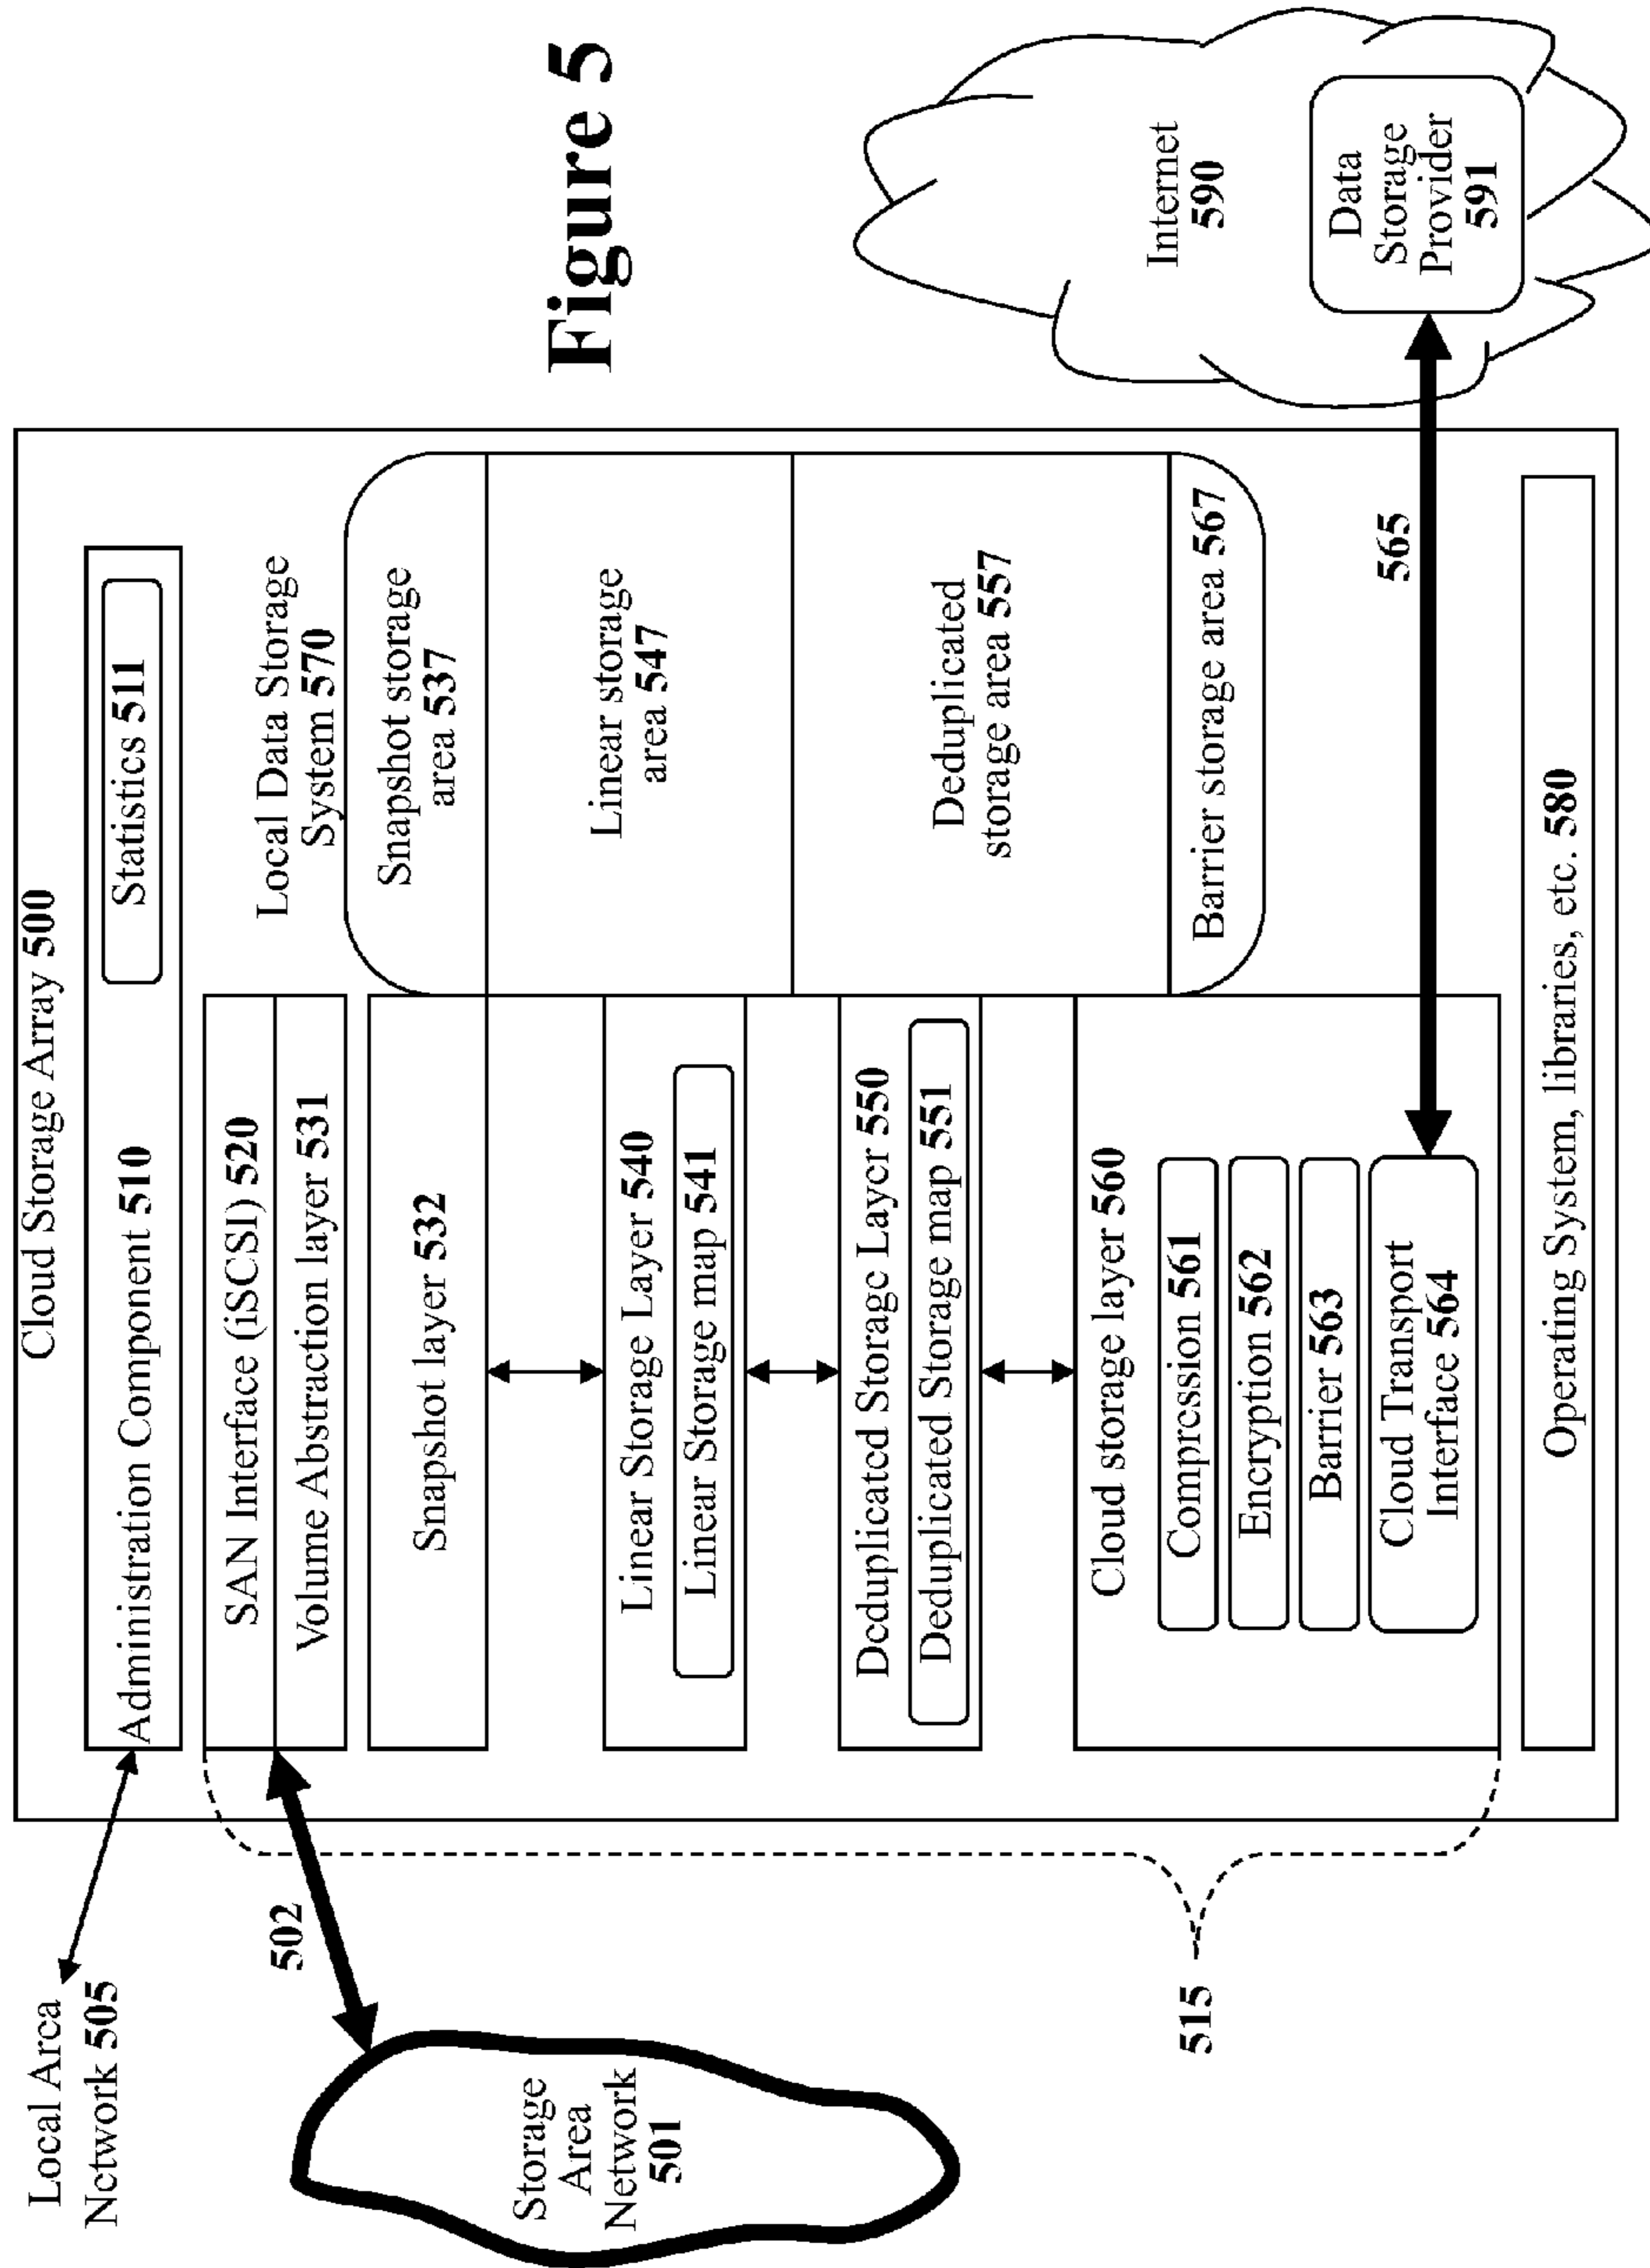 Cloud Storage Array 500
Local Area
Network 505
Administration Component 510
Statistics 511
SAN Interface (iSCSI) 520
Volume Abstraction layer 531
502
Storage
Area
Network
501
Snapshot layer 532
Linear Storage Layer 540
Linear Storage map 541
Deduplicated Storage Layer 550
Deduplicated Storage map 551
Cloud storage layer 560
Compression 561
Encryption 562
Barrier 563
Cloud Transport
Interface 564
515
Local Data Storage
System 570
Snapshot storage
area 537
Linear storage
area 547
Deduplicated
storage area 557
Barrier storage area 567
565
Operating System, libraries, etc. 580
Figure 5
Internet
590
Data
Storage
Provider
591